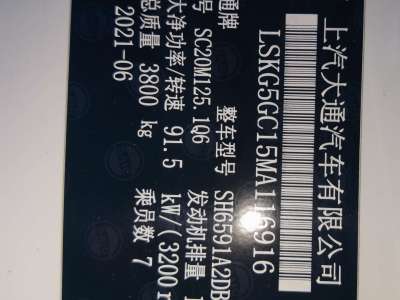 上汽大通汽车有限公司
LSKG5GC15MA116916
通牌 整车型号 SH6591A2DB
号 SC20M125.1Q6 发动机排量
大净功率/转速 91.5 kW/(3200r
总质量 3800 kg 乘员数 7
2021-06